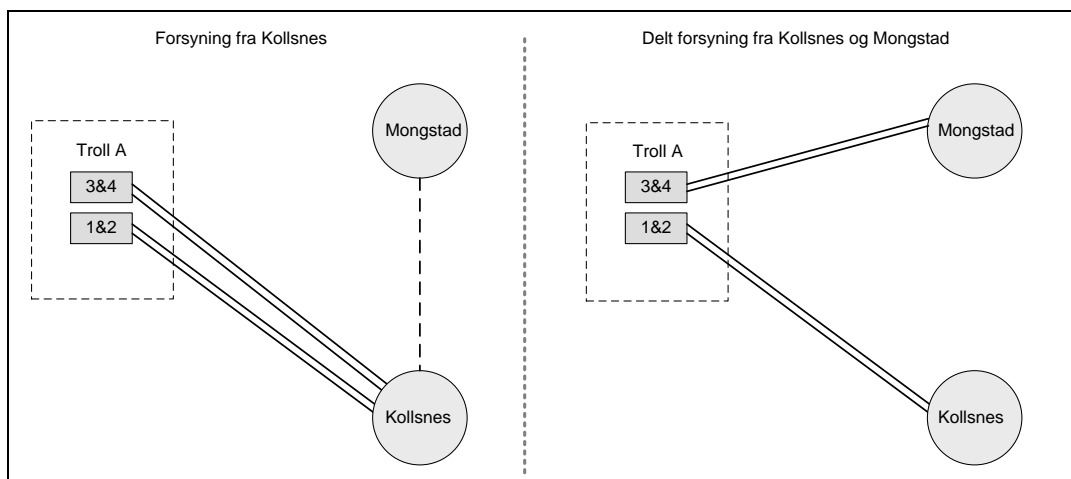 Forsyning fra Kollsnes
Mongstad
Troll A
3&4
1&2
Kollsnes
Delt forsyning fra Kollsnes og Mongstad
Mongstad
Troll A
3&4
1&2
Kollsnes